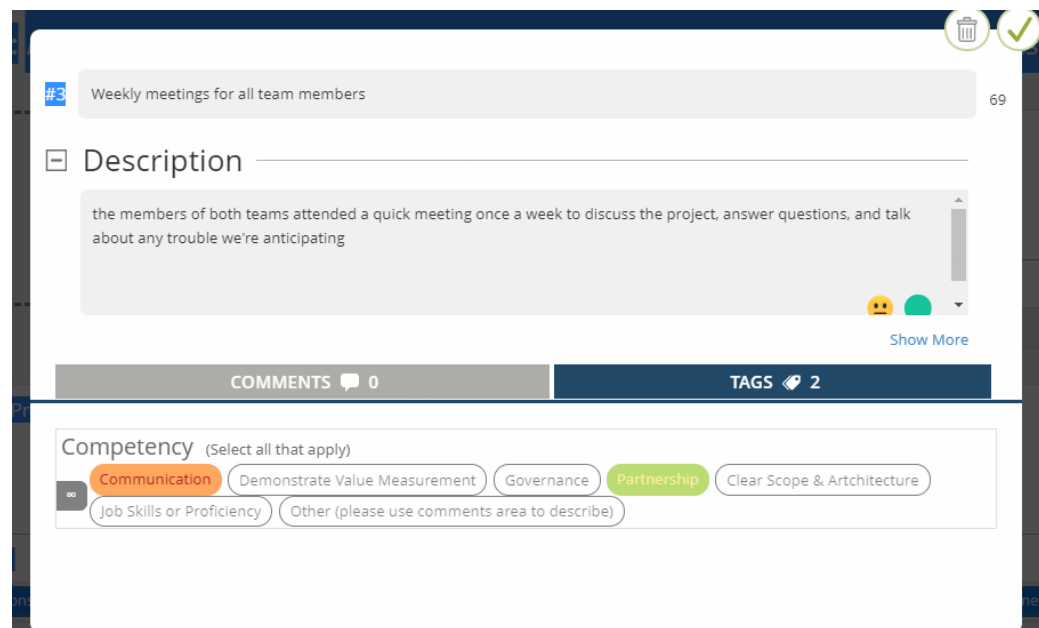 #3 Weekly meetings for all team members 69
Description
the members of both teams attended a quick meeting once a week to discuss the project, answer questions, and talk
about any trouble we're anticipating
Show More
COMMENTS 0 TAGS 2
Competency (Select all that apply)
Communication Demonstrate Value Measurement Governance Partnership Clear Scope & Artchitecture
∞
Job Skills or Proficiency Other (please use comments area to describe)